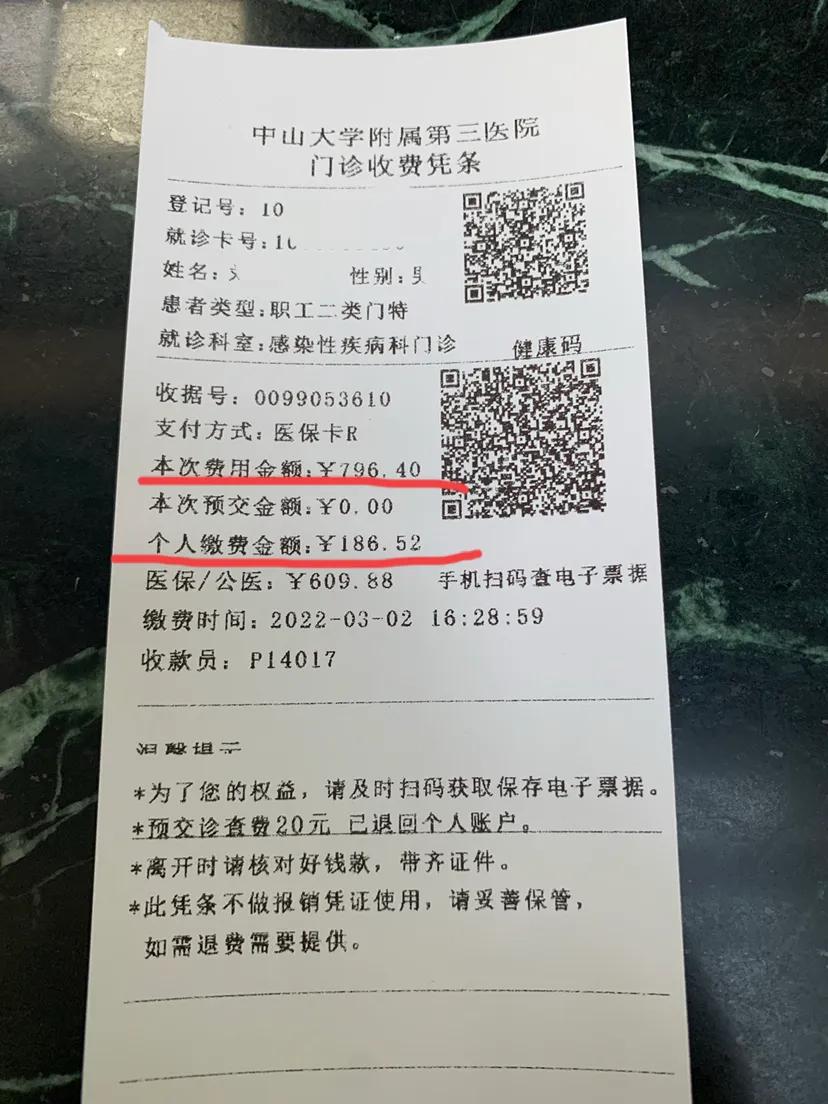 中山大学附属第三医院
门诊收费凭条
登记号: 10
就诊卡号:10
姓名: 性别: 男
患者类型:职工二类门特
就诊科室:感染性疾病科门诊
健康码
收据号: 0099053610
支付方式: 医保卡R
本次费用金额:¥796.40
本次预交金额:¥0.00
个人缴费金额:¥186.52
医保/公医: ¥609.88 手机扫码查电子票据
缴费时间: 2022-03-02 16:28:59
收款员: P14017
温馨提示
*为了您的权益，请及时扫码获取保存电子票据。
*预交诊查费20元 已退回个人账户。
*离开时请核对好钱款，带齐证件。
*此凭条不做报销凭证使用，请妥善保管，
如需退费需要提供。